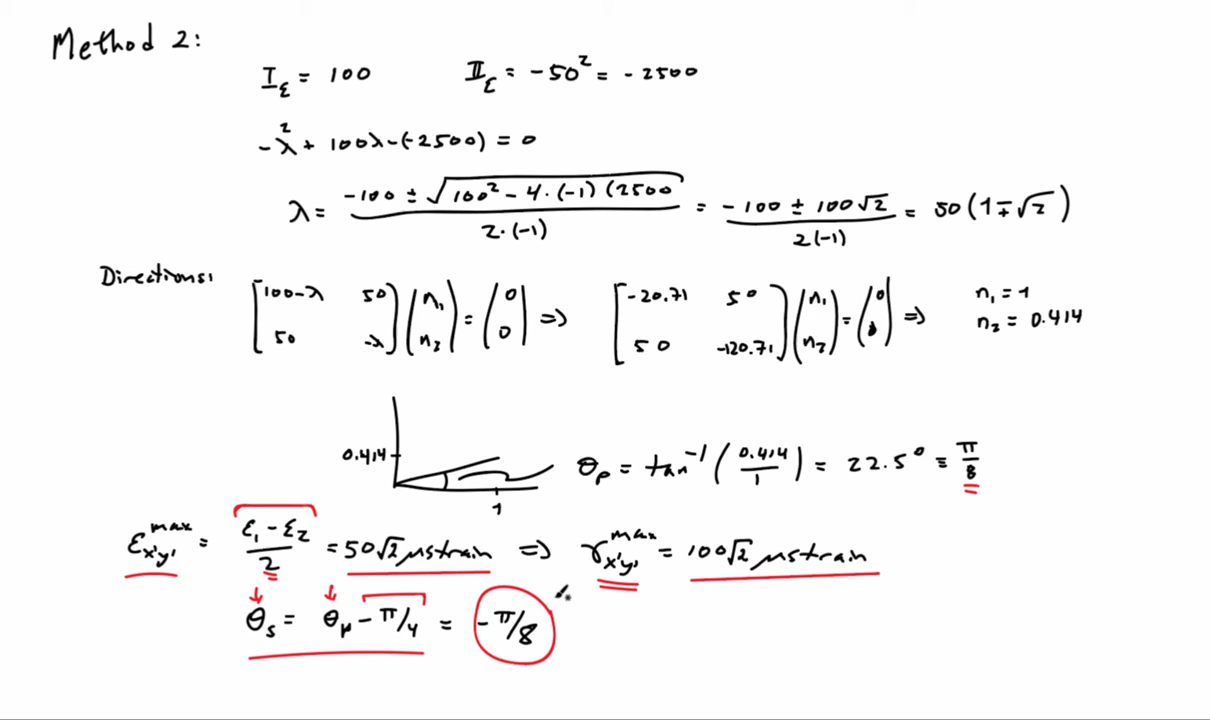 Method 2:
I_ε = 100 II_ε = -50² = -2500
-λ² + 100λ - (-2500) = 0
λ = (-100 ± √(100² - 4·(-1)(2500)) / 2·(-1) = (-100 ± 100√2) / 2(-1) = 50(1∓√2)
Directions:
[100-λ 50; 50 -λ](n₁; n₂) = (0; 0) => [-20.71 50; 50 -120.71](n₁; n₂) = (0; 0) => n₁ = 1
n₂ = 0.414
0.414
1
θ_p = tan⁻¹(0.414/1) = 22.5° = π/8
ε_x'y'^max = (ε₁ - ε₂)/2 = 50√2 μstrain => γ_x'y'^max = 100√2 μstrain
θ_s = θ_p - π/4 = -π/8